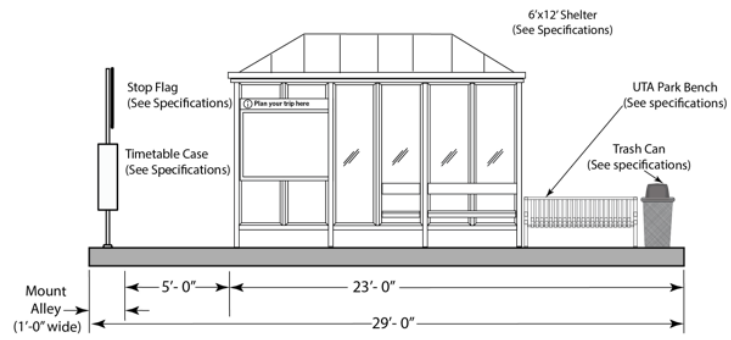 6'x12' Shelter
(See Specifications)
Stop Flag
(See Specifications)
UTA Park Bench
(See specifications)
i Plan your trip here
Timetable Case
(See Specifications)
Trash Can
(See specifications)
5'- 0"
23'- 0"
Mount
Alley
(1'-0" wide)
29'- 0"